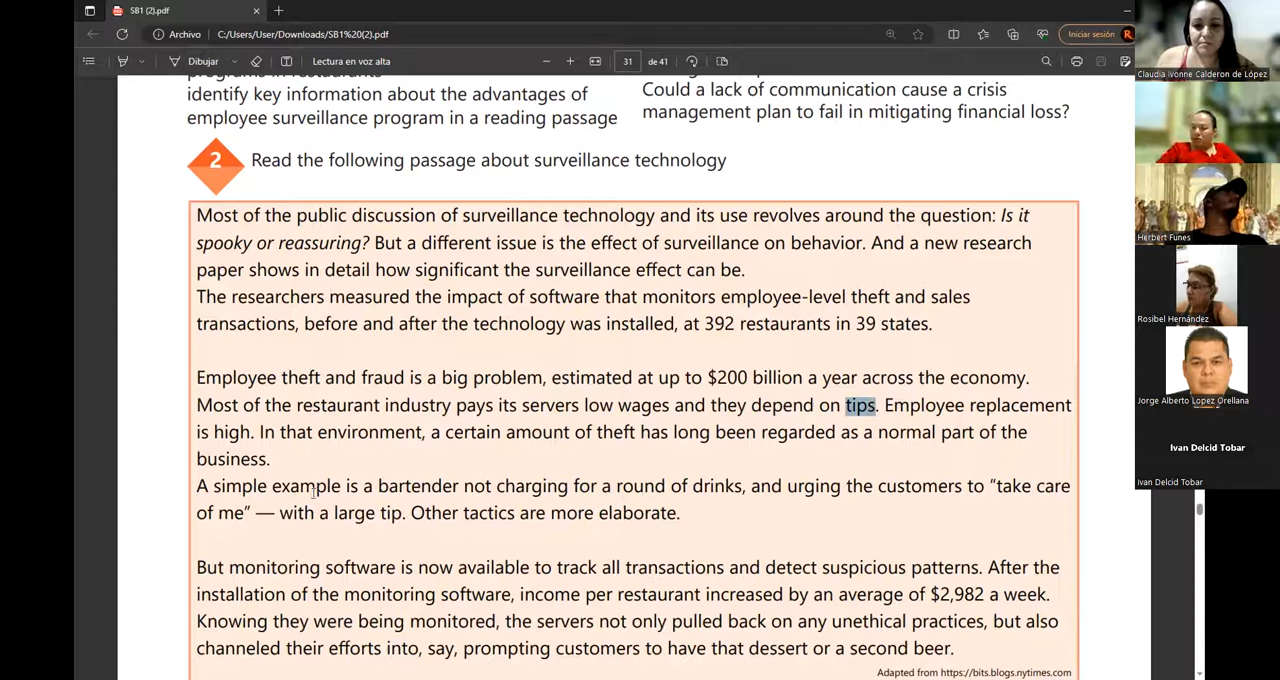 SB1 (2).pdf
Archivo
C:/Users/User/Downloads/SB1%20(2).pdf
Iniciar sesión
R
Dibujar
Lectura en voz alta
31
de 41
identify key information about the advantages of
employee surveillance program in a reading passage
Could a lack of communication cause a crisis
management plan to fail in mitigating financial loss?
2
Read the following passage about surveillance technology
Most of the public discussion of surveillance technology and its use revolves around the question: Is it
spooky or reassuring? But a different issue is the effect of surveillance on behavior. And a new research
paper shows in detail how significant the surveillance effect can be.
The researchers measured the impact of software that monitors employee-level theft and sales
transactions, before and after the technology was installed, at 392 restaurants in 39 states.
Employee theft and fraud is a big problem, estimated at up to $200 billion a year across the economy.
Most of the restaurant industry pays its servers low wages and they depend on tips. Employee replacement
is high. In that environment, a certain amount of theft has long been regarded as a normal part of the
business.
A simple example is a bartender not charging for a round of drinks, and urging the customers to “take care
of me” — with a large tip. Other tactics are more elaborate.
But monitoring software is now available to track all transactions and detect suspicious patterns. After the
installation of the monitoring software, income per restaurant increased by an average of $2,982 a week.
Knowing they were being monitored, the servers not only pulled back on any unethical practices, but also
channeled their efforts into, say, prompting customers to have that dessert or a second beer.
Adapted from https://bits.blogs.nytimes.com
Claudia Ivonne Calderon de López
Herbert Funes
Rosibel Hernández
Jorge Alberto Lopez Orellana
Ivan Delcid Tobar
Ivan Delcid Tobar